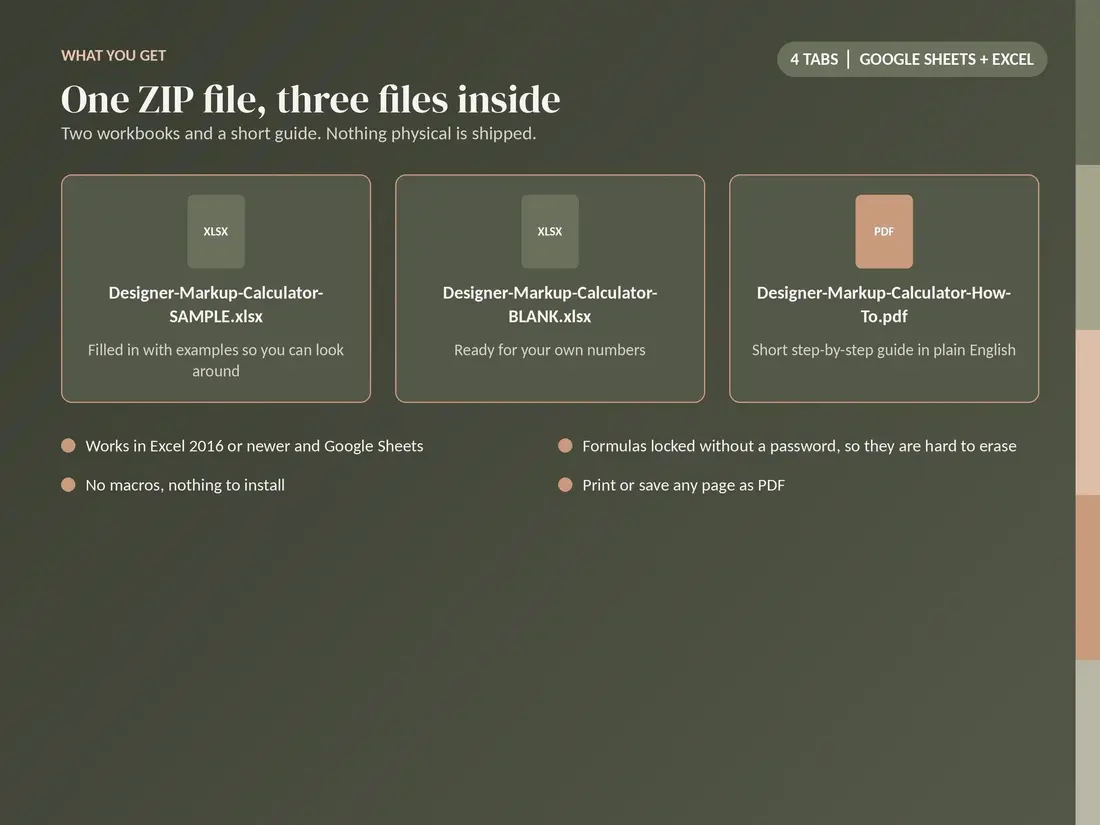 WHAT YOU GET
4 TABS | GOOGLE SHEETS + EXCEL
One ZIP file, three files inside
Two workbooks and a short guide. Nothing physical is shipped.
XLSX
Designer-Markup-Calculator-
SAMPLE.xlsx
Filled in with examples so you can look
around
XLSX
Designer-Markup-Calculator-
BLANK.xlsx
Ready for your own numbers
PDF
Designer-Markup-Calculator-How-
To.pdf
Short step-by-step guide in plain English
Works in Excel 2016 or newer and Google Sheets
Formulas locked without a password, so they are hard to erase
No macros, nothing to install
Print or save any page as PDF